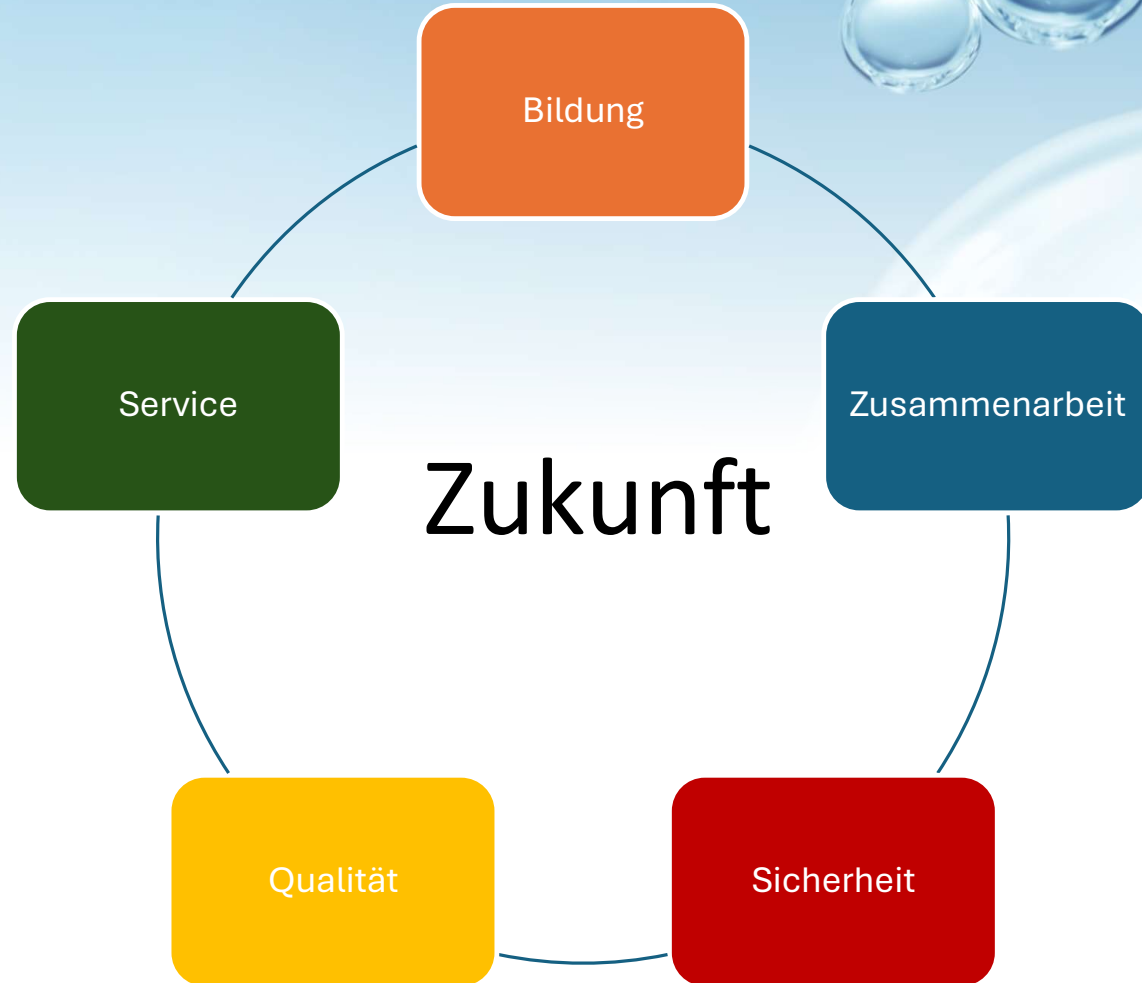 Bildung
Service
Zusammenarbeit
Zukunft
Qualität
Sicherheit